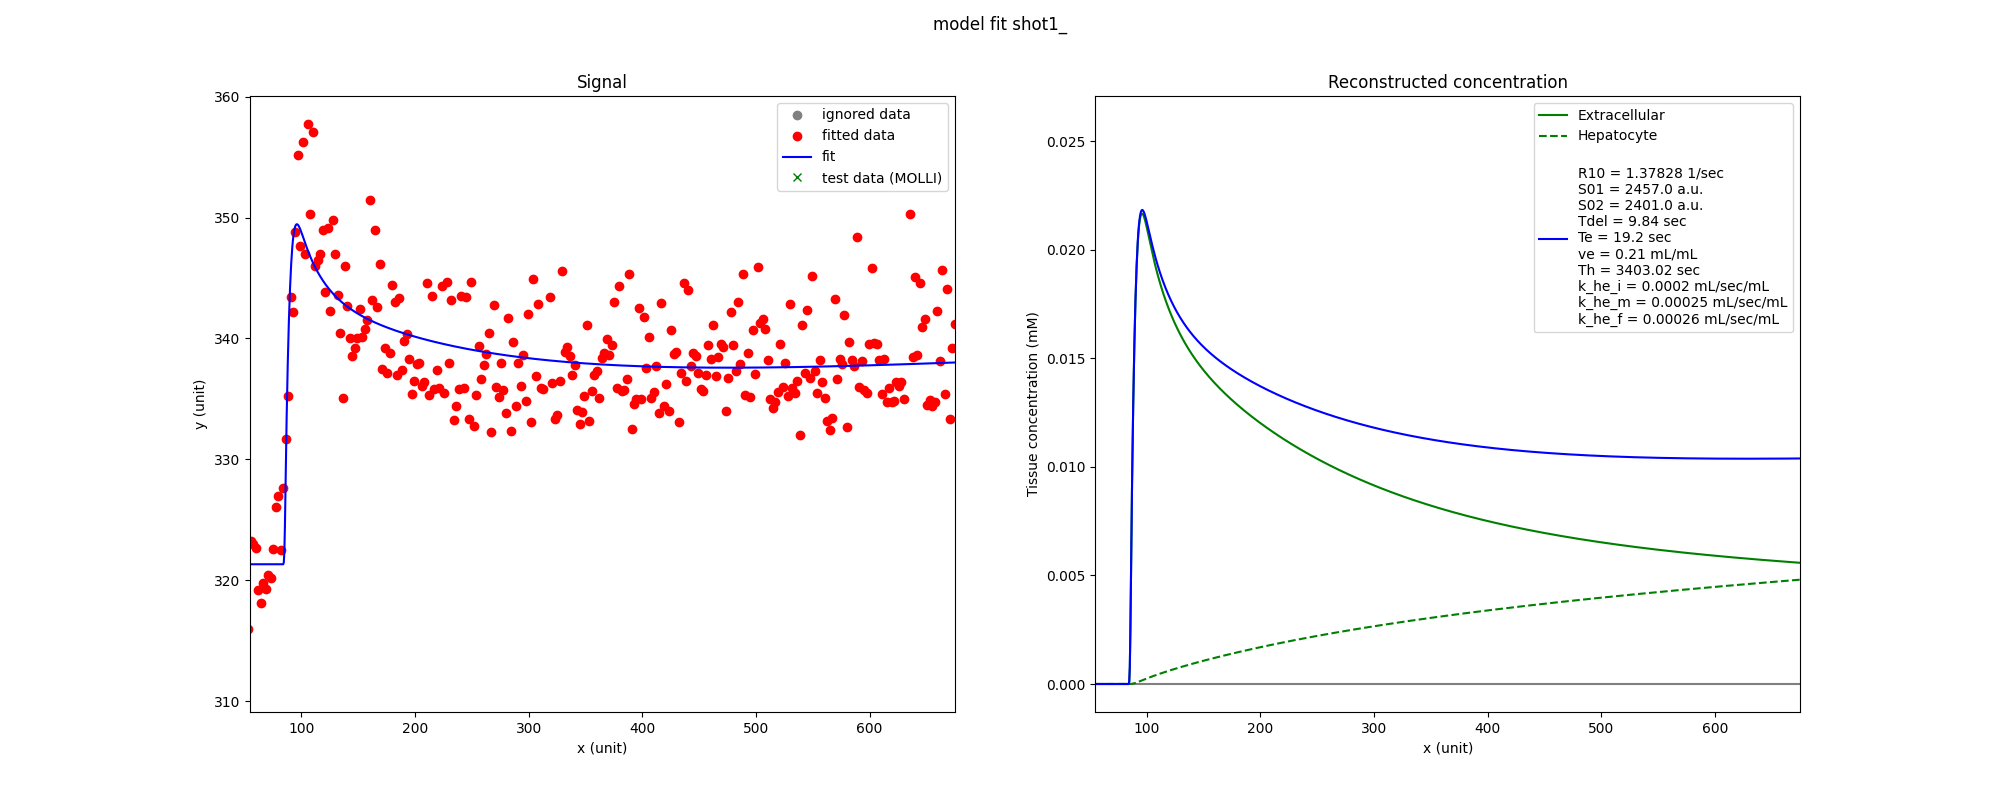 model fit shot1_
Signal
360
350
340
330
320
310
y (unit)
100
200
300
400
500
600
x (unit)
ignored data
fitted data
fit
test data (MOLLI)
Reconstructed concentration
0.025
0.020
0.015
0.010
0.005
0.000
Tissue concentration (mM)
100
200
300
400
500
600
x (unit)
Extracellular
Hepatocyte
R10 = 1.37828 1/sec
S01 = 2457.0 a.u.
S02 = 2401.0 a.u.
Tdel = 9.84 sec
Te = 19.2 sec
ve = 0.21 mL/mL
Th = 3403.02 sec
k_he_i = 0.0002 mL/sec/mL
k_he_m = 0.00025 mL/sec/mL
k_he_f = 0.00026 mL/sec/mL